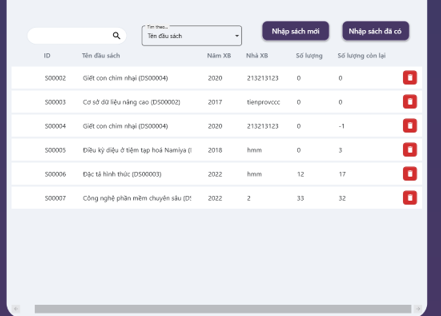 Tìm theo...
Tên đầu sách
Nhập sách mới
Nhập sách đã có
ID Tên đầu sách Năm XB Nhà XB Số lượng Số lượng còn lại
S00002 Giết con chim nhại (DS00004) 2020 213213123 0 0
S00003 Cơ sở dữ liệu nâng cao (DS00002) 2017 tienprovccc 0 0
S00004 Giết con chim nhại (DS00004) 2020 213213123 0 -1
S00005 Điều kỳ diệu ở tiệm tạp hoá Namiya ( 2018 hmm 0 3
S00006 Đặc tả hình thức (DS00003) 2022 hmm 12 17
S00007 Công nghệ phần mềm chuyên sâu (DS 2022 2 33 32